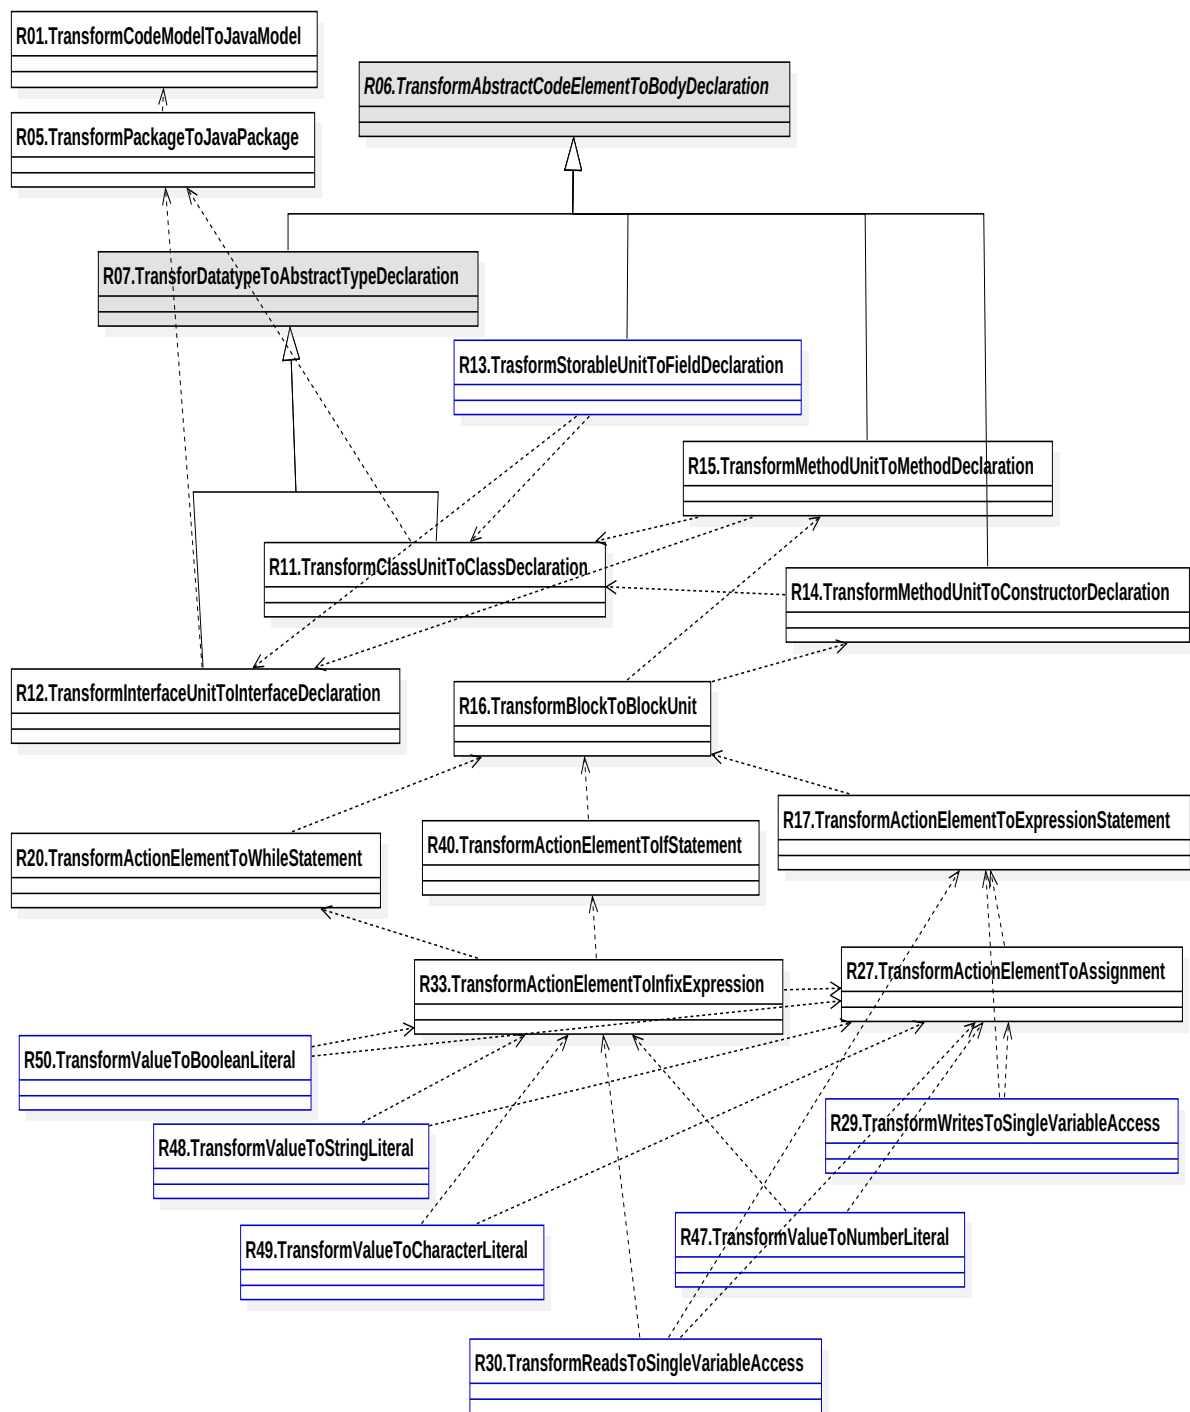 R01.TransformCodeModelToJavaModel
R06.TransformAbstractCodeElementToBodyDeclaration
R05.TransformPackageToJavaPackage
R07.TransforDatatypeToAbstractTypeDeclaration
R13.TrasformStorableUnitToFieldDeclaration
R15.TransformMethodUnitToMethodDeclaration
R11.TransformClassUnitToClassDeclaration
R14.TransformMethodUnitToConstructorDeclaration
R12.TransformInterfaceUnitToInterfaceDeclaration
R16.TransformBlockToBlockUnit
R17.TransformActionElementToExpressionStatement
R20.TransformActionElementToWhileStatement
R40.TransformActionElementToIfStatement
R33.TransformActionElementToInfixExpression
R27.TransformActionElementToAssignment
R50.TransformValueToBooleanLiteral
R29.TransformWritesToSingleVariableAccess
R48.TransformValueToStringLiteral
R49.TransformValueToCharacterLiteral
R47.TransformValueToNumberLiteral
R30.TransformReadsToSingleVariableAccess